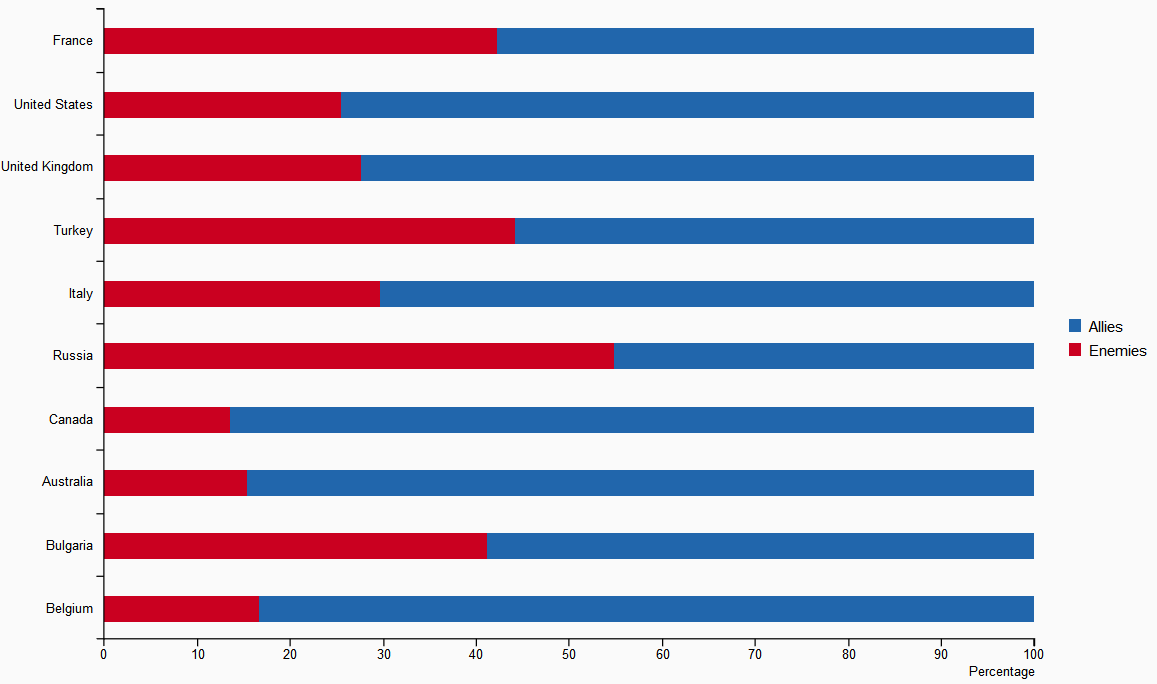 France
United States
United Kingdom
Turkey
Italy
Russia
Canada
Australia
Bulgaria
Belgium
0 10 20 30 40 50 60 70 80 90 100
Percentage
Allies
Enemies